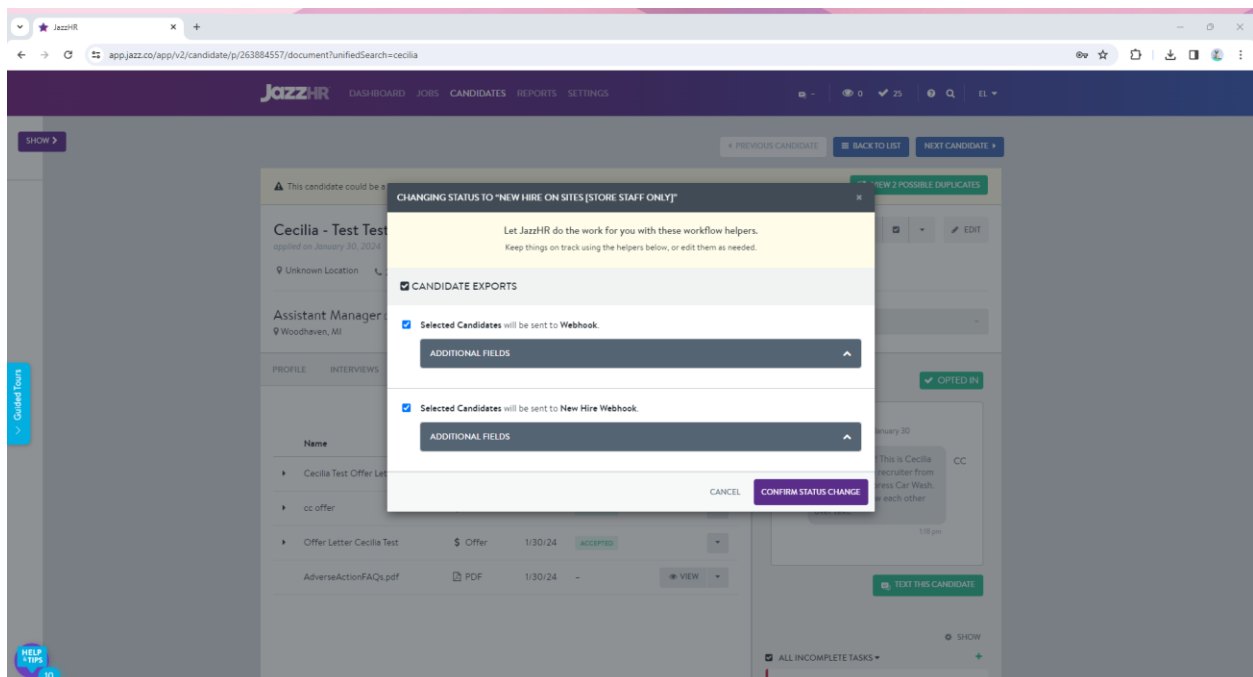 JazzHR
app.jazz.co/app/v2/candidate/p/263884557/document?unifiedSearch=cecilia
JAZZHR DASHBOARD JOBS CANDIDATES REPORTS SETTINGS - 0 25 EL
SHOW
PREVIOUS CANDIDATE BACK TO LIST NEXT CANDIDATE
This candidate could be a VIEW 2 POSSIBLE DUPLICATES
CHANGING STATUS TO "NEW HIRE ON SITES [STORE STAFF ONLY]" ×
Cecilia - Test Test
EDIT
applied on January 30, 2024
Let JazzHR do the work for you with these workflow helpers.
Keep things on track using the helpers below, or edit them as needed.
Unknown Location
CANDIDATE EXPORTS
Assistant Manager
Woodhaven, MI
Selected Candidates will be sent to Webhook.
ADDITIONAL FIELDS
PROFILE INTERVIEWS
OPTED IN
Guided Tours
Selected Candidates will be sent to New Hire Webhook.
ADDITIONAL FIELDS
Name
January 30
This is Cecilia CC
recruiter from
Car Wash.
each other
Cecilia Test Offer Let
CANCEL CONFIRM STATUS CHANGE
cc offer
Offer Letter Cecilia Test $ Offer 1/30/24 ACCEPTED
1:18 pm
AdverseActionFAQs.pdf PDF 1/30/24 - VIEW
TEXT THIS CANDIDATE
SHOW
ALL INCOMPLETE TASKS +
HELP
& TIPS
10